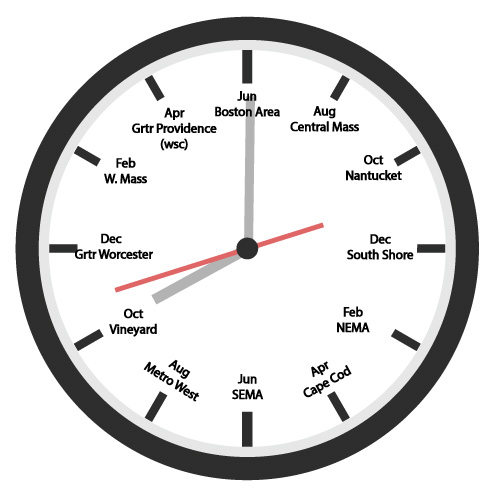 Jun
Boston Area
Aug
Central Mass
Oct
Nantucket
Dec
South Shore
Feb
NEMA
Apr
Cape Cod
Jun
SEMA
Aug
Metro West
Oct
Vineyard
Dec
Grtr Worcester
Feb
W. Mass
Apr
Grtr Providence
(wsc)